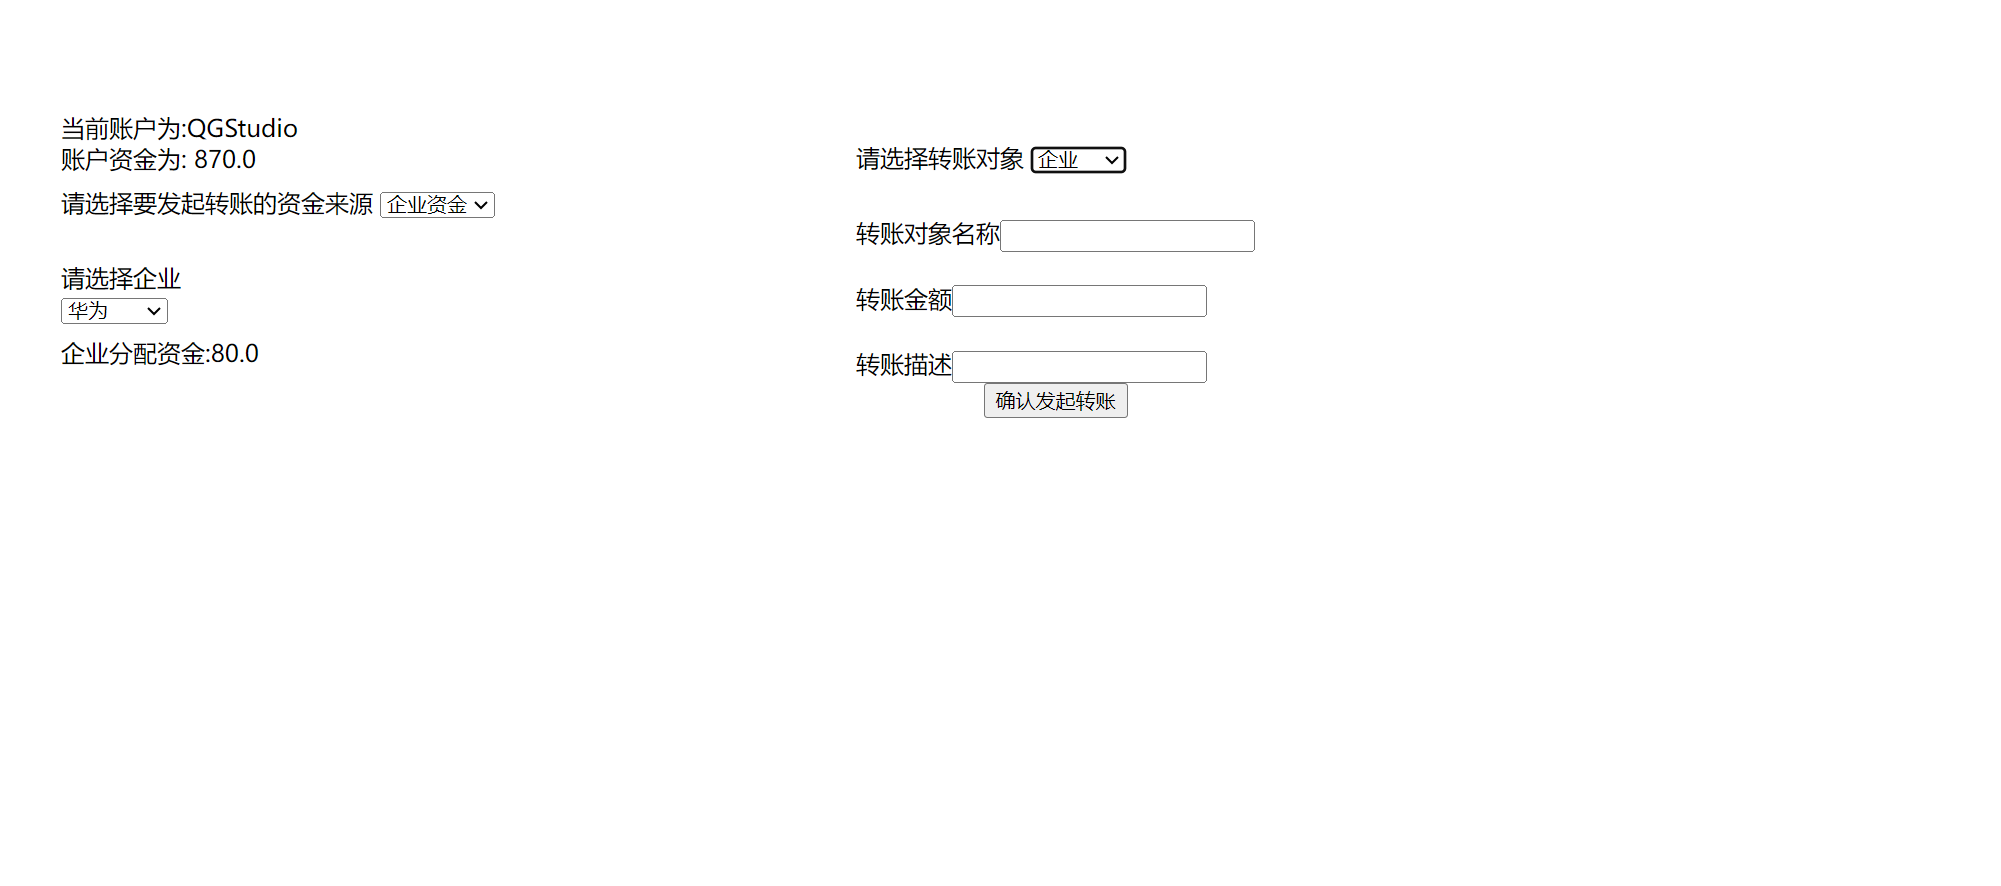 当前账户为:QGStudio
账户资金为: 870.0
请选择要发起转账的资金来源 企业资金
请选择企业
华为
企业分配资金:80.0
请选择转账对象 企业
转账对象名称
转账金额
转账描述
确认发起转账